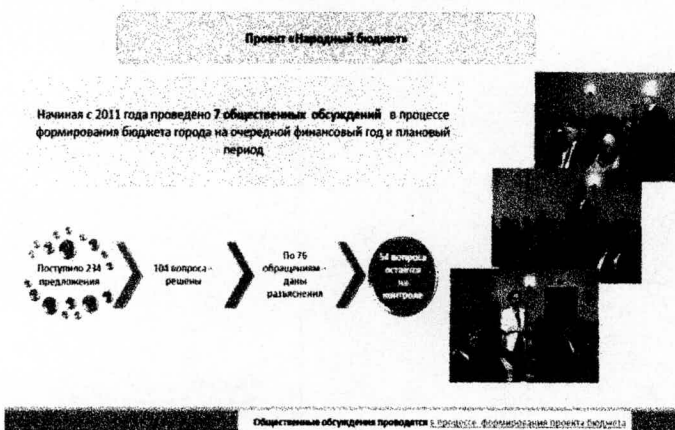 Проект «Народный бюджет»
Начиная с 2011 года проведено 7 общественных обсуждений в процессе
формирования бюджета города на очередной финансовый год и плановый
период
Поступило 234
предложения
104 вопроса -
решены
По 76
обращениям -
даны
разъяснения
54 вопроса
остаётся
на
контроле
Общественные обсуждения проводятся в процессе формирования проекта бюджета